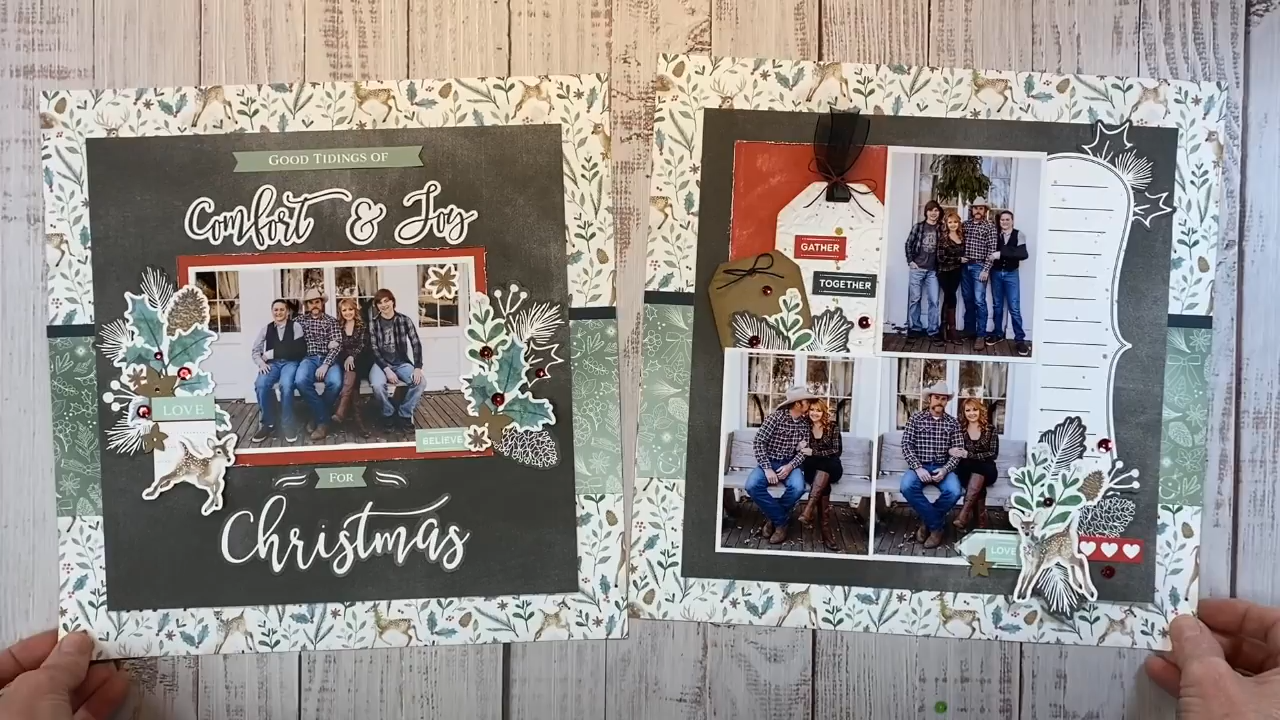 GOOD TIDINGS OF
Comfort & Joy
LOVE
BELIEVE
FOR
Christmas
GATHER
TOGETHER
LOVE